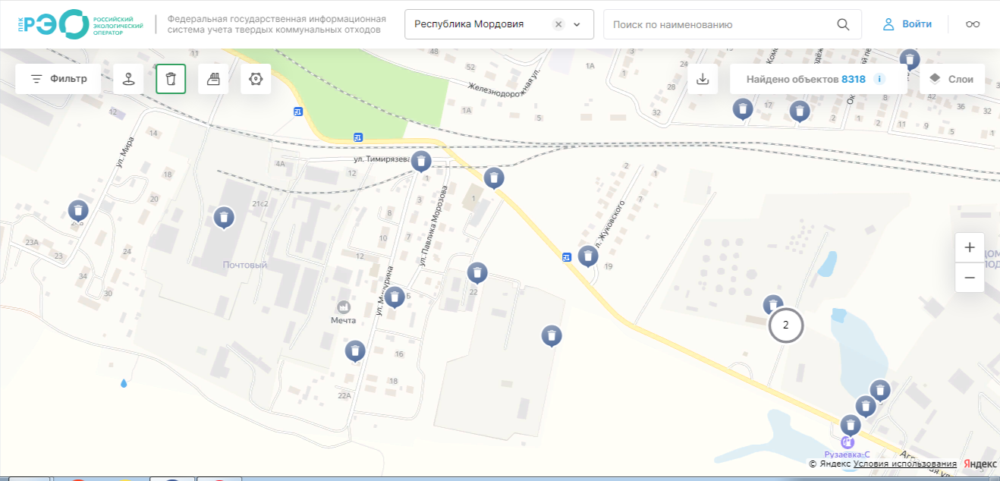 ППК
РЭО
РОССИЙСКИЙ
ЭКОЛОГИЧЕСКИЙ
ОПЕРАТОР
Федеральная государственная информационная
система учета твердых коммунальных отходов
Республика Мордовия
Поиск по наименованию
Войти
Фильтр
Найдено объектов 8318
Слои
11
48
52
Железнодорожная ул.
1А
3
1
24
28
32
1А
5
17
2
1
2
8
11
42
9
5
36
32
1
12
14
ул. Мира
18
20
4А
12
ул. Тимирязева
1
3
8
10
7
12
ул. Павлика Морозова
1
2
1
7
л. Жуковского
19
21с2
Почтовый
23А
23
24
34
30
22
Б
ул. Мичурина
Мечта
16
18
22А
2
Рузаевка-С
© Яндекс Условия использования
Яндекс